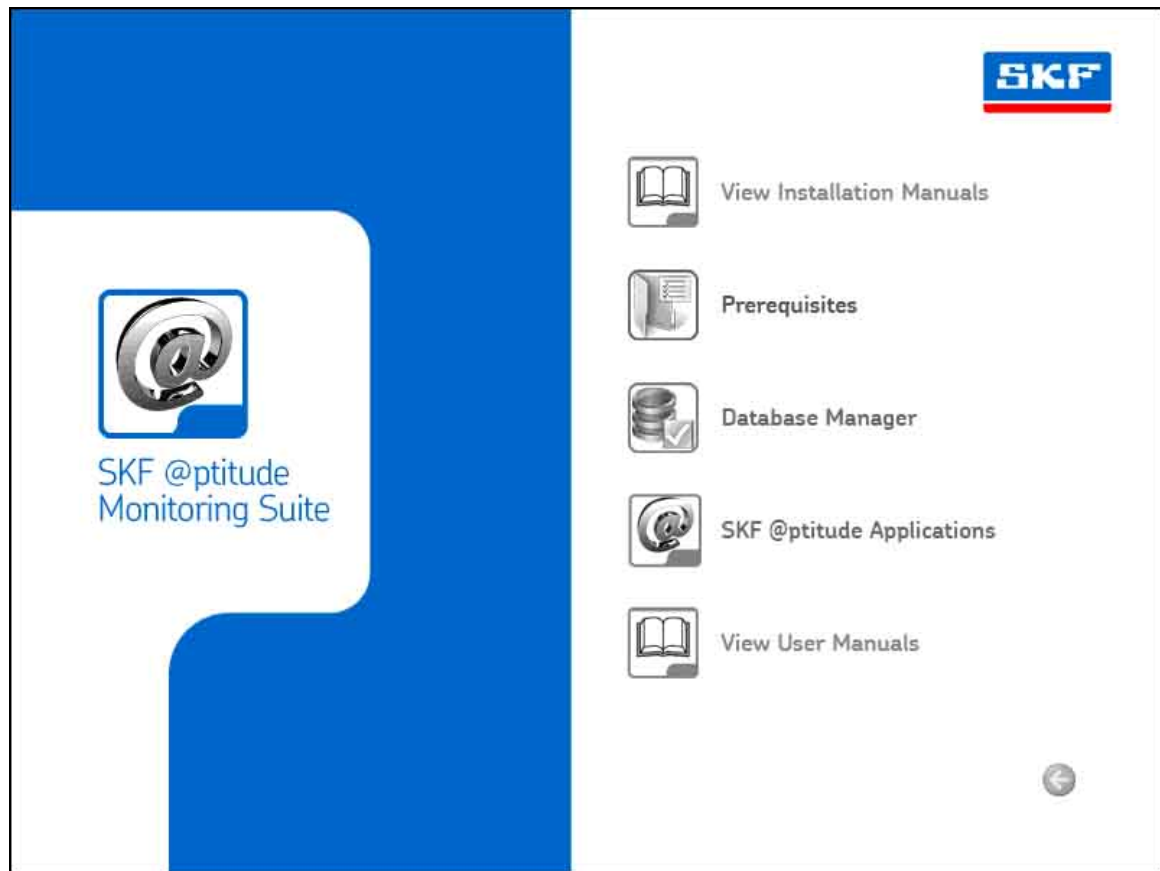 SKF
View Installation Manuals
Prerequisites
Database Manager
SKF @ptitude Applications
View User Manuals
SKF @ptitude
Monitoring Suite